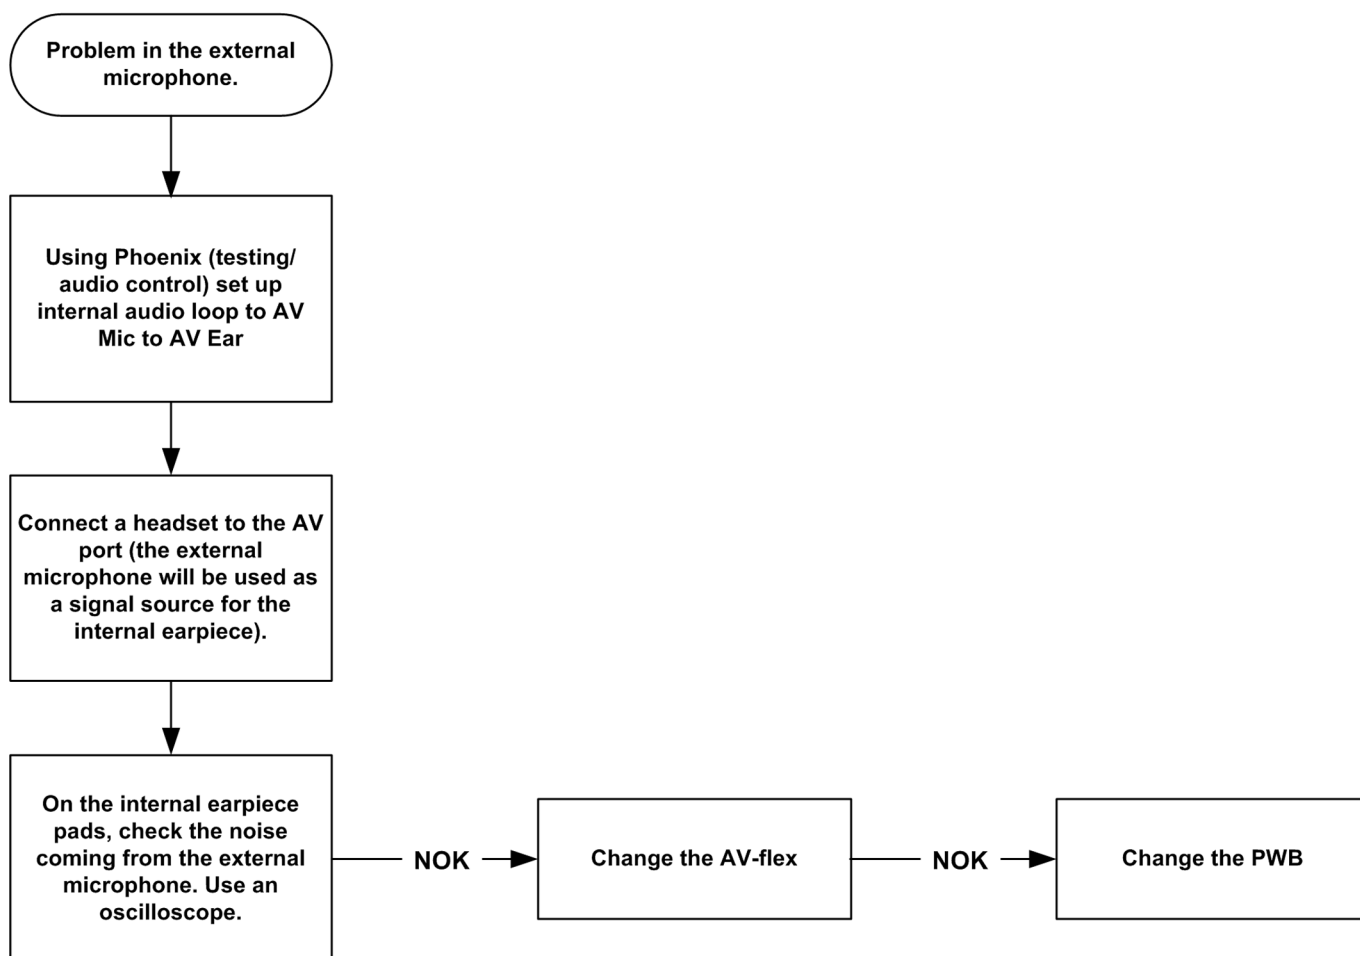 Problem in the external
microphone.
Using Phoenix (testing/
audio control) set up
internal audio loop to AV
Mic to AV Ear
Connect a headset to the AV
port (the external
microphone will be used as
a signal source for the
internal earpiece).
On the internal earpiece
pads, check the noise
coming from the external
microphone. Use an
oscilloscope.
NOK
Change the AV-flex
NOK
Change the PWB